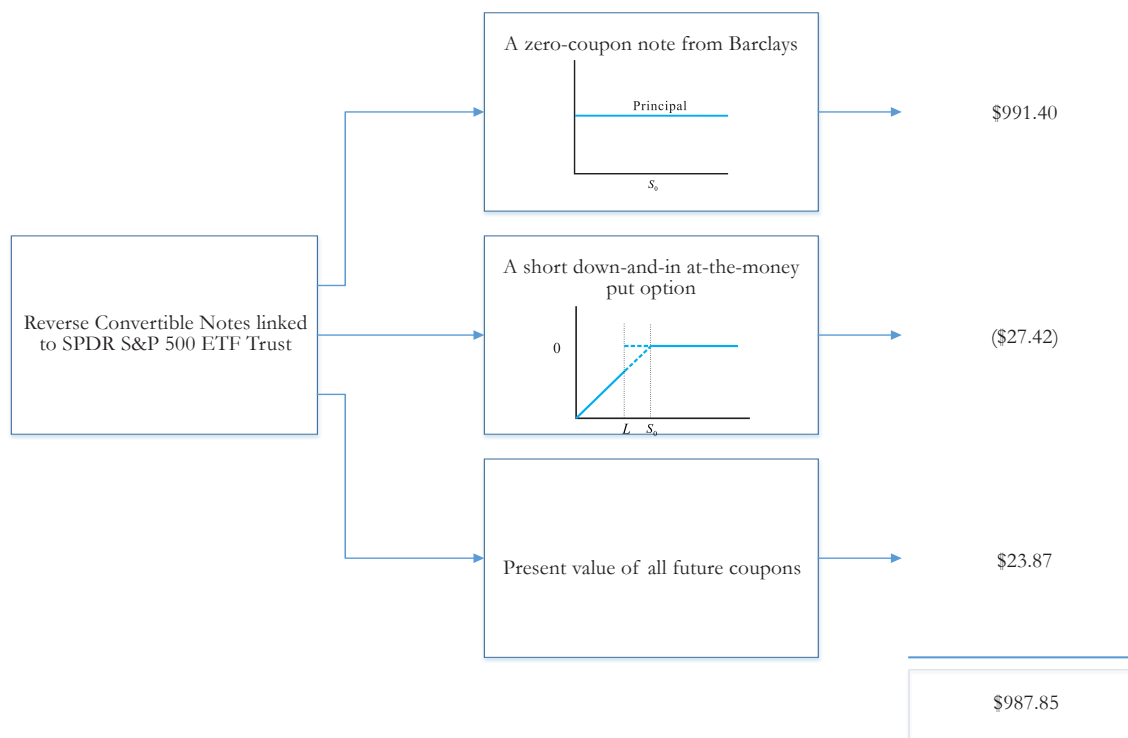 A zero-coupon note from Barclays
Principal
S₀
$991.40
Reverse Convertible Notes linked
to SPDR S&P 500 ETF Trust
A short down-and-in at-the-money
put option
0
L S₀
($27.42)
Present value of all future coupons
$23.87
$987.85